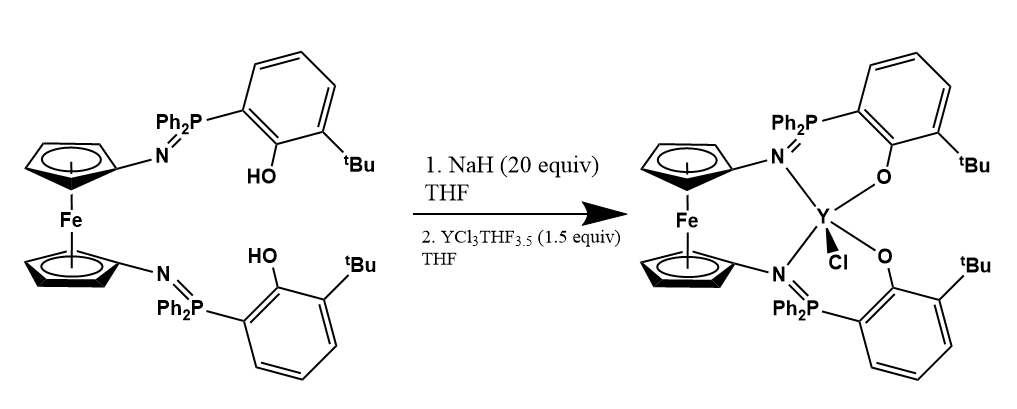 Ph₂P
N
HO
ᵗBu
Fe
HO
ᵗBu
N
Ph₂P
1. NaH (20 equiv)
THF
2. YCl₃THF₃.₅ (1.5 equiv)
THF
Ph₂P
N
O
ᵗBu
Fe
Y
Cl
O
ᵗBu
N
Ph₂P